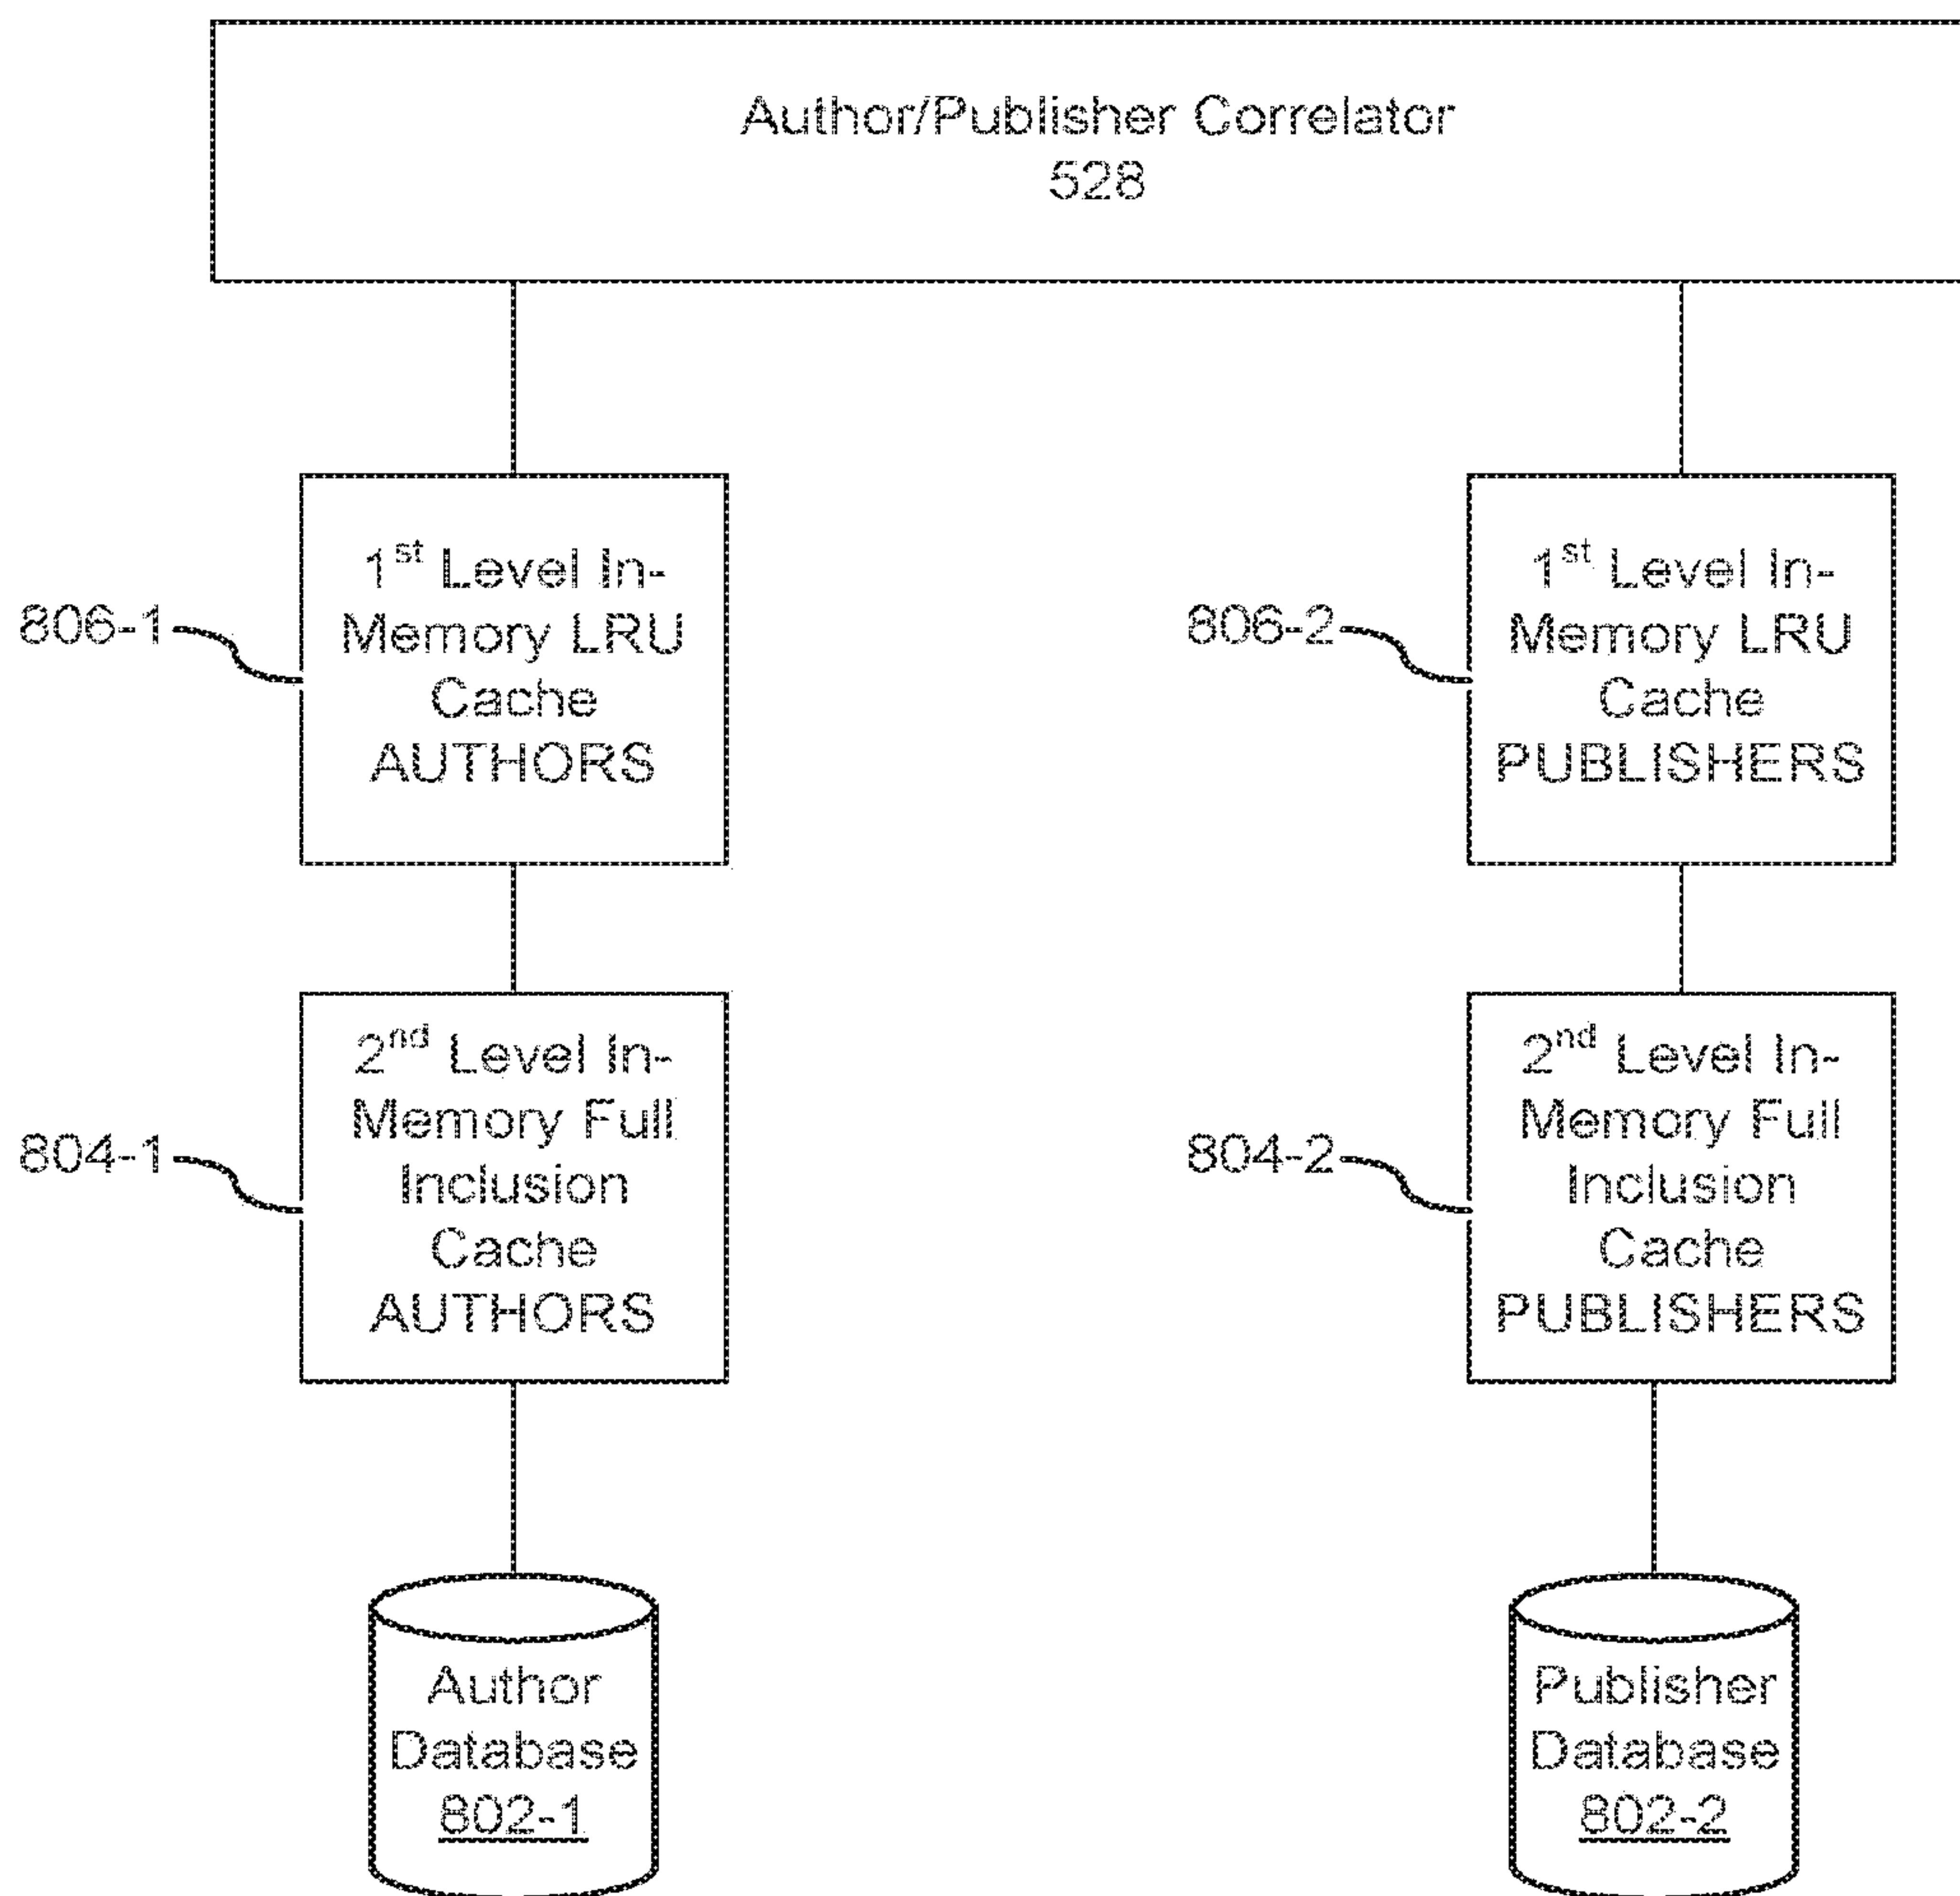 Author/Publisher Correlator
528
1st Level In-
Memory LRU
Cache
AUTHORS
806-1
1st Level In-
Memory LRU
Cache
PUBLISHERS
806-2
2nd Level In-
Memory Full
Inclusion
Cache
AUTHORS
804-1
2nd Level In-
Memory Full
Inclusion
Cache
PUBLISHERS
804-2
Author
Database
802-1
Publisher
Database
802-2